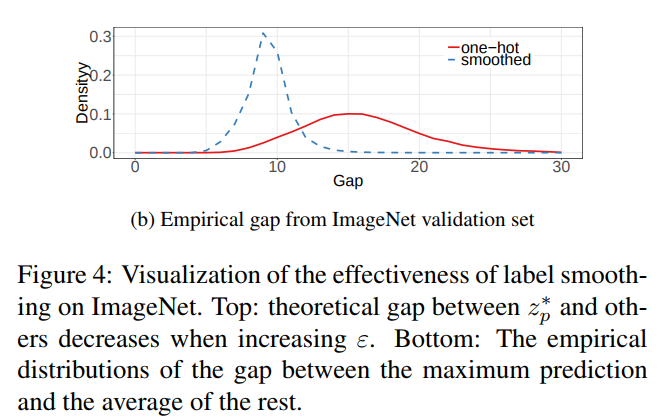 0.3
0.2
0.1
0.0
Densityy
one−hot
smoothed
0 10 20 30
Gap
(b) Empirical gap from ImageNet validation set
Figure 4: Visualization of the effectiveness of label smooth-
ing on ImageNet. Top: theoretical gap between z*p and oth-
ers decreases when increasing ε. Bottom: The empirical
distributions of the gap between the maximum prediction
and the average of the rest.